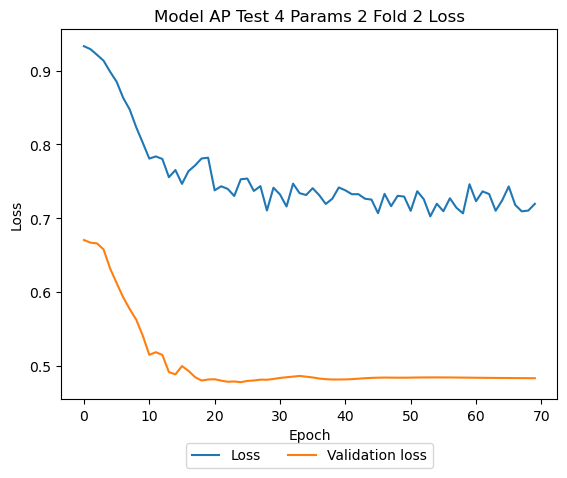 Model AP Test 4 Params 2 Fold 2 Loss
Loss
0.9
0.8
0.7
0.6
0.5
0 10 20 30 40 50 60 70
Epoch
Loss Validation loss